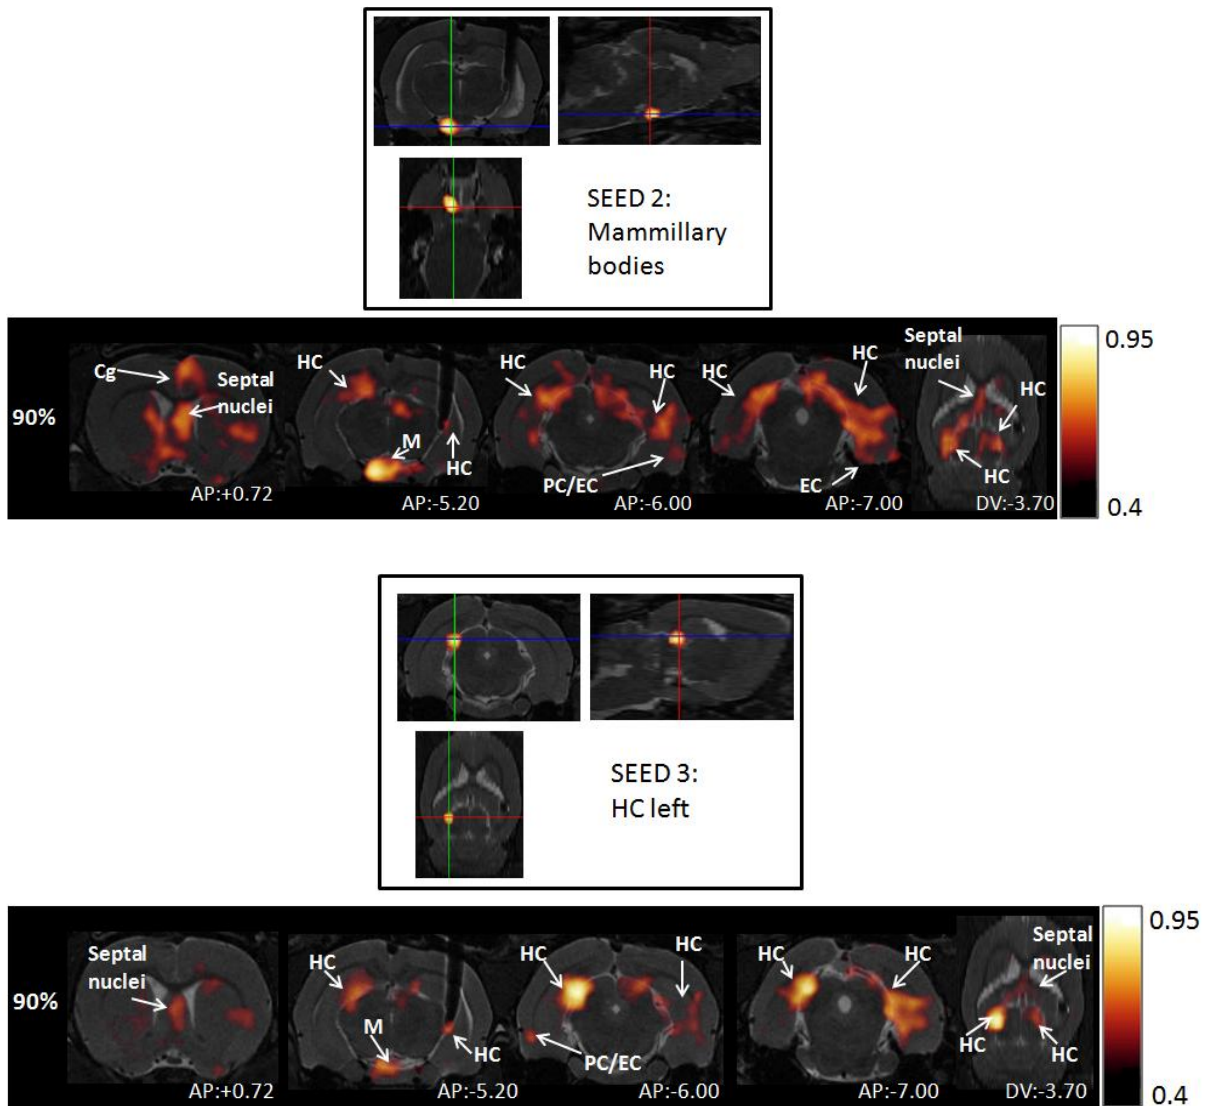 SEED 2:
Mammillary
bodies
90%
Cg
Septal
nuclei
AP:+0.72
HC
M
HC
AP:-5.20
HC
HC
PC/EC
AP:-6.00
HC
HC
EC
AP:-7.00
Septal
nuclei
HC
HC
DV:-3.70
0.95
0.4
SEED 3:
HC left
90%
Septal
nuclei
AP:+0.72
HC
M
HC
AP:-5.20
HC
HC
PC/EC
AP:-6.00
HC
HC
AP:-7.00
Septal
nuclei
HC
HC
DV:-3.70
0.95
0.4